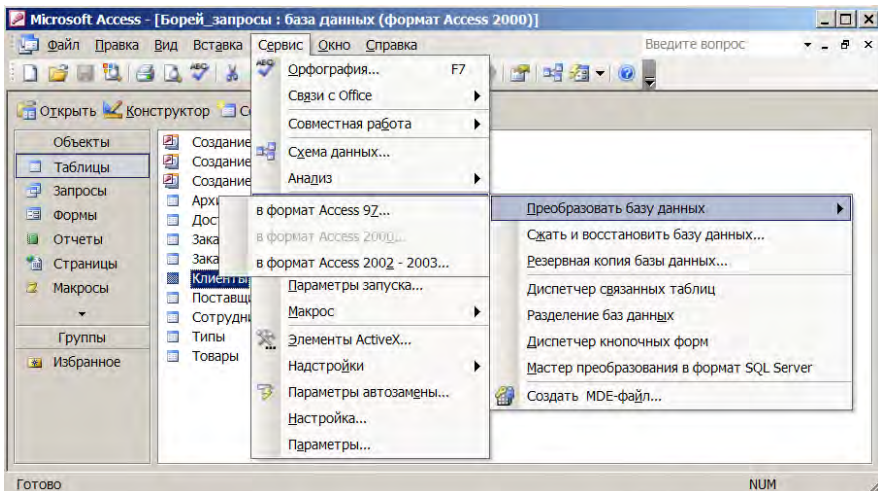 Microsoft Access - [Борей_запросы : база данных (формат Access 2000)]
Файл Правка Вид Вставка Сервис Окно Справка Введите вопрос
Открыть Конструктор
Орфография... F7
Связи с Office
Совместная работа
Схема данных...
Анализ
Объекты
Таблицы
Запросы
Формы
Отчеты
Страницы
Макросы
Группы
Избранное
Создание
Создание
Создание
Клиенты
Типы
Товары
в формат Access 97...
в формат Access 2000...
в формат Access 2002 - 2003...
Параметры запуска...
Макрос
Элементы ActiveX...
Надстройки
Параметры автозамены...
Настройка...
Параметры...
Преобразовать базу данных
Сжать и восстановить базу данных...
Резервная копия базы данных...
Диспетчер связанных таблиц
Разделение баз данных
Диспетчер кнопочных форм
Мастер преобразования в формат SQL Server
Создать MDE-файл...
Готово NUM